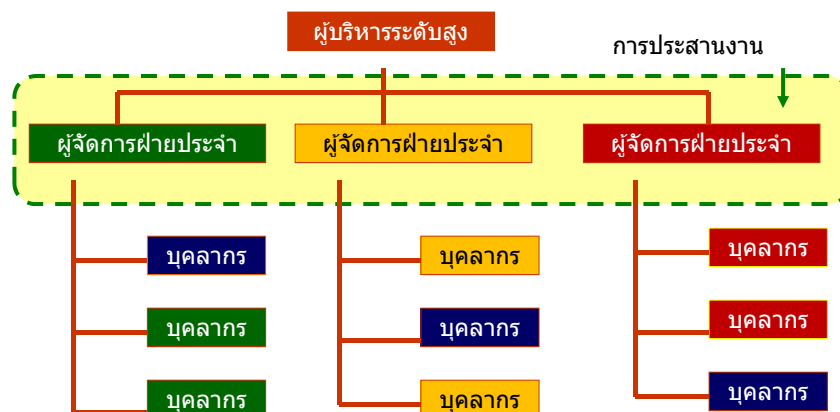 ผู้บริหารระดับสูง
การประสานงาน
ผู้จัดการฝ่ายประจำ ผู้จัดการฝ่ายประจำ ผู้จัดการฝ่ายประจำ
บุคลากร บุคลากร บุคลากร
บุคลากร บุคลากร บุคลากร
บุคลากร บุคลากร บุคลากร